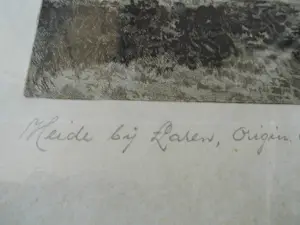 Heide bij Laren, Origin.